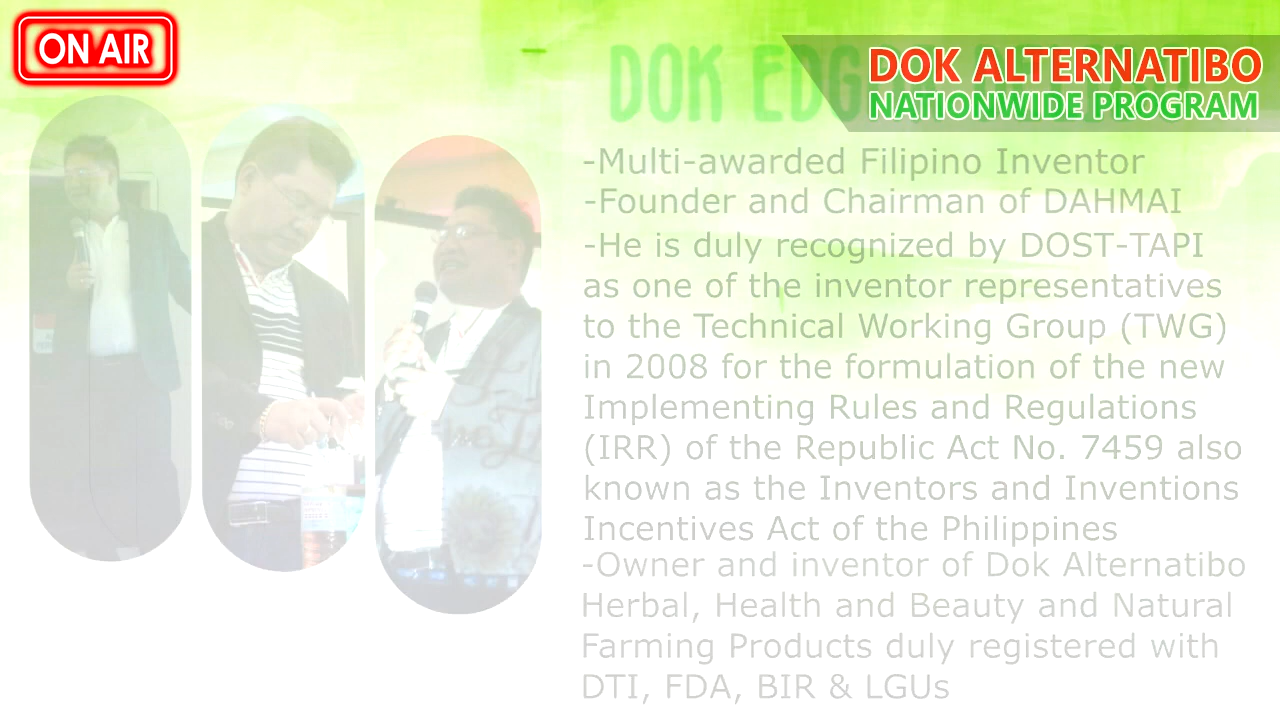 ON AIR
DOK EDG
DOK ALTERNATIBO
NATIONWIDE PROGRAM
-Multi-awarded Filipino Inventor
-Founder and Chairman of DAHMAI
-He is duly recognized by DOST-TAPI
as one of the inventor representatives
to the Technical Working Group (TWG)
in 2008 for the formulation of the new
Implementing Rules and Regulations
(IRR) of the Republic Act No. 7459 also
known as the Inventors and Inventions
Incentives Act of the Philippines
-Owner and inventor of Dok Alternatibo
Herbal, Health and Beauty and Natural
Farming Products duly registered with
DTI, FDA, BIR & LGUs